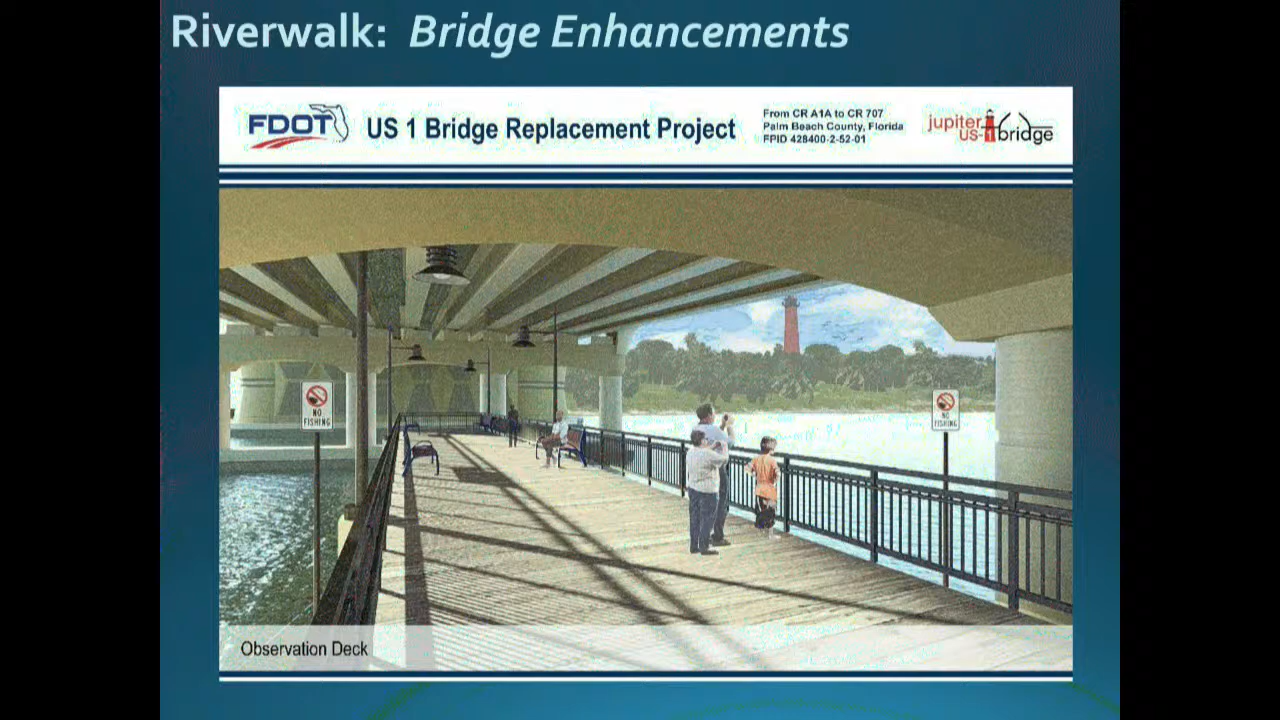 Riverwalk: Bridge Enhancements
FDOT
US 1 Bridge Replacement Project
From CR A1A to CR 707
Palm Beach County, Florida
FPID 428400-2-52-01
jupiter
us-1 bridge
NO
FISHING
NO
FISHING
Observation Deck